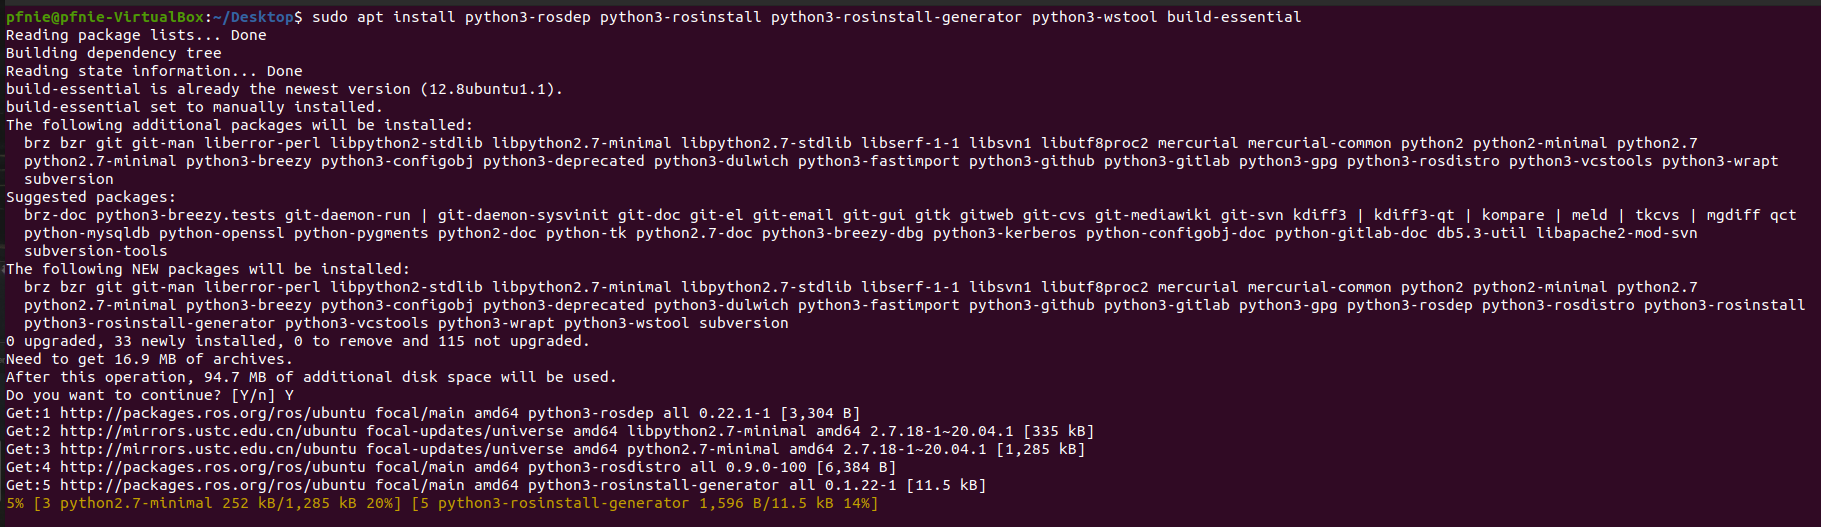 pfnie@pfnie-VirtualBox:~/Desktop$ sudo apt install python3-rosdep python3-rosinstall python3-rosinstall-generator python3-wstool build-essential
Reading package lists... Done
Building dependency tree
Reading state information... Done
build-essential is already the newest version (12.8ubuntu1.1).
build-essential set to manually installed.
The following additional packages will be installed:
  brz bzr git git-man liberror-perl libpython2-stdlib libpython2.7-minimal libpython2.7-stdlib libserf-1-1 libsvn1 libutf8proc2 mercurial mercurial-common python2 python2-minimal python2.7
  python2.7-minimal python3-breezy python3-configobj python3-deprecated python3-dulwich python3-fastimport python3-github python3-gitlab python3-gpg python3-rosdistro python3-vcstools python3-wrapt
  subversion
Suggested packages:
  brz-doc python3-breezy.tests git-daemon-run | git-daemon-sysvinit git-doc git-el git-email git-gui gitk gitweb git-cvs git-mediawiki git-svn kdiff3 | kdiff3-qt | kompare | meld | tkcvs | mgdiff qct
  python-mysqldb python-openssl python-pygments python2-doc python-tk python2.7-doc python3-breezy-dbg python3-kerberos python-configobj-doc python-gitlab-doc db5.3-util libapache2-mod-svn
  subversion-tools
The following NEW packages will be installed:
  brz bzr git git-man liberror-perl libpython2-stdlib libpython2.7-minimal libpython2.7-stdlib libserf-1-1 libsvn1 libutf8proc2 mercurial mercurial-common python2 python2-minimal python2.7
  python2.7-minimal python3-breezy python3-configobj python3-deprecated python3-dulwich python3-fastimport python3-github python3-gitlab python3-gpg python3-rosdep python3-rosdistro python3-rosinstall
  python3-rosinstall-generator python3-vcstools python3-wrapt python3-wstool subversion
0 upgraded, 33 newly installed, 0 to remove and 115 not upgraded.
Need to get 16.9 MB of archives.
After this operation, 94.7 MB of additional disk space will be used.
Do you want to continue? [Y/n] Y
Get:1 http://packages.ros.org/ros/ubuntu focal/main amd64 python3-rosdep all 0.22.1-1 [3,304 B]
Get:2 http://mirrors.ustc.edu.cn/ubuntu focal-updates/universe amd64 libpython2.7-minimal amd64 2.7.18-1~20.04.1 [335 kB]
Get:3 http://mirrors.ustc.edu.cn/ubuntu focal-updates/universe amd64 python2.7-minimal amd64 2.7.18-1~20.04.1 [1,285 kB]
Get:4 http://packages.ros.org/ros/ubuntu focal/main amd64 python3-rosdistro all 0.9.0-100 [6,384 B]
Get:5 http://packages.ros.org/ros/ubuntu focal/main amd64 python3-rosinstall-generator all 0.1.22-1 [11.5 kB]
5% [3 python2.7-minimal 252 kB/1,285 kB 20%] [5 python3-rosinstall-generator 1,596 B/11.5 kB 14%]